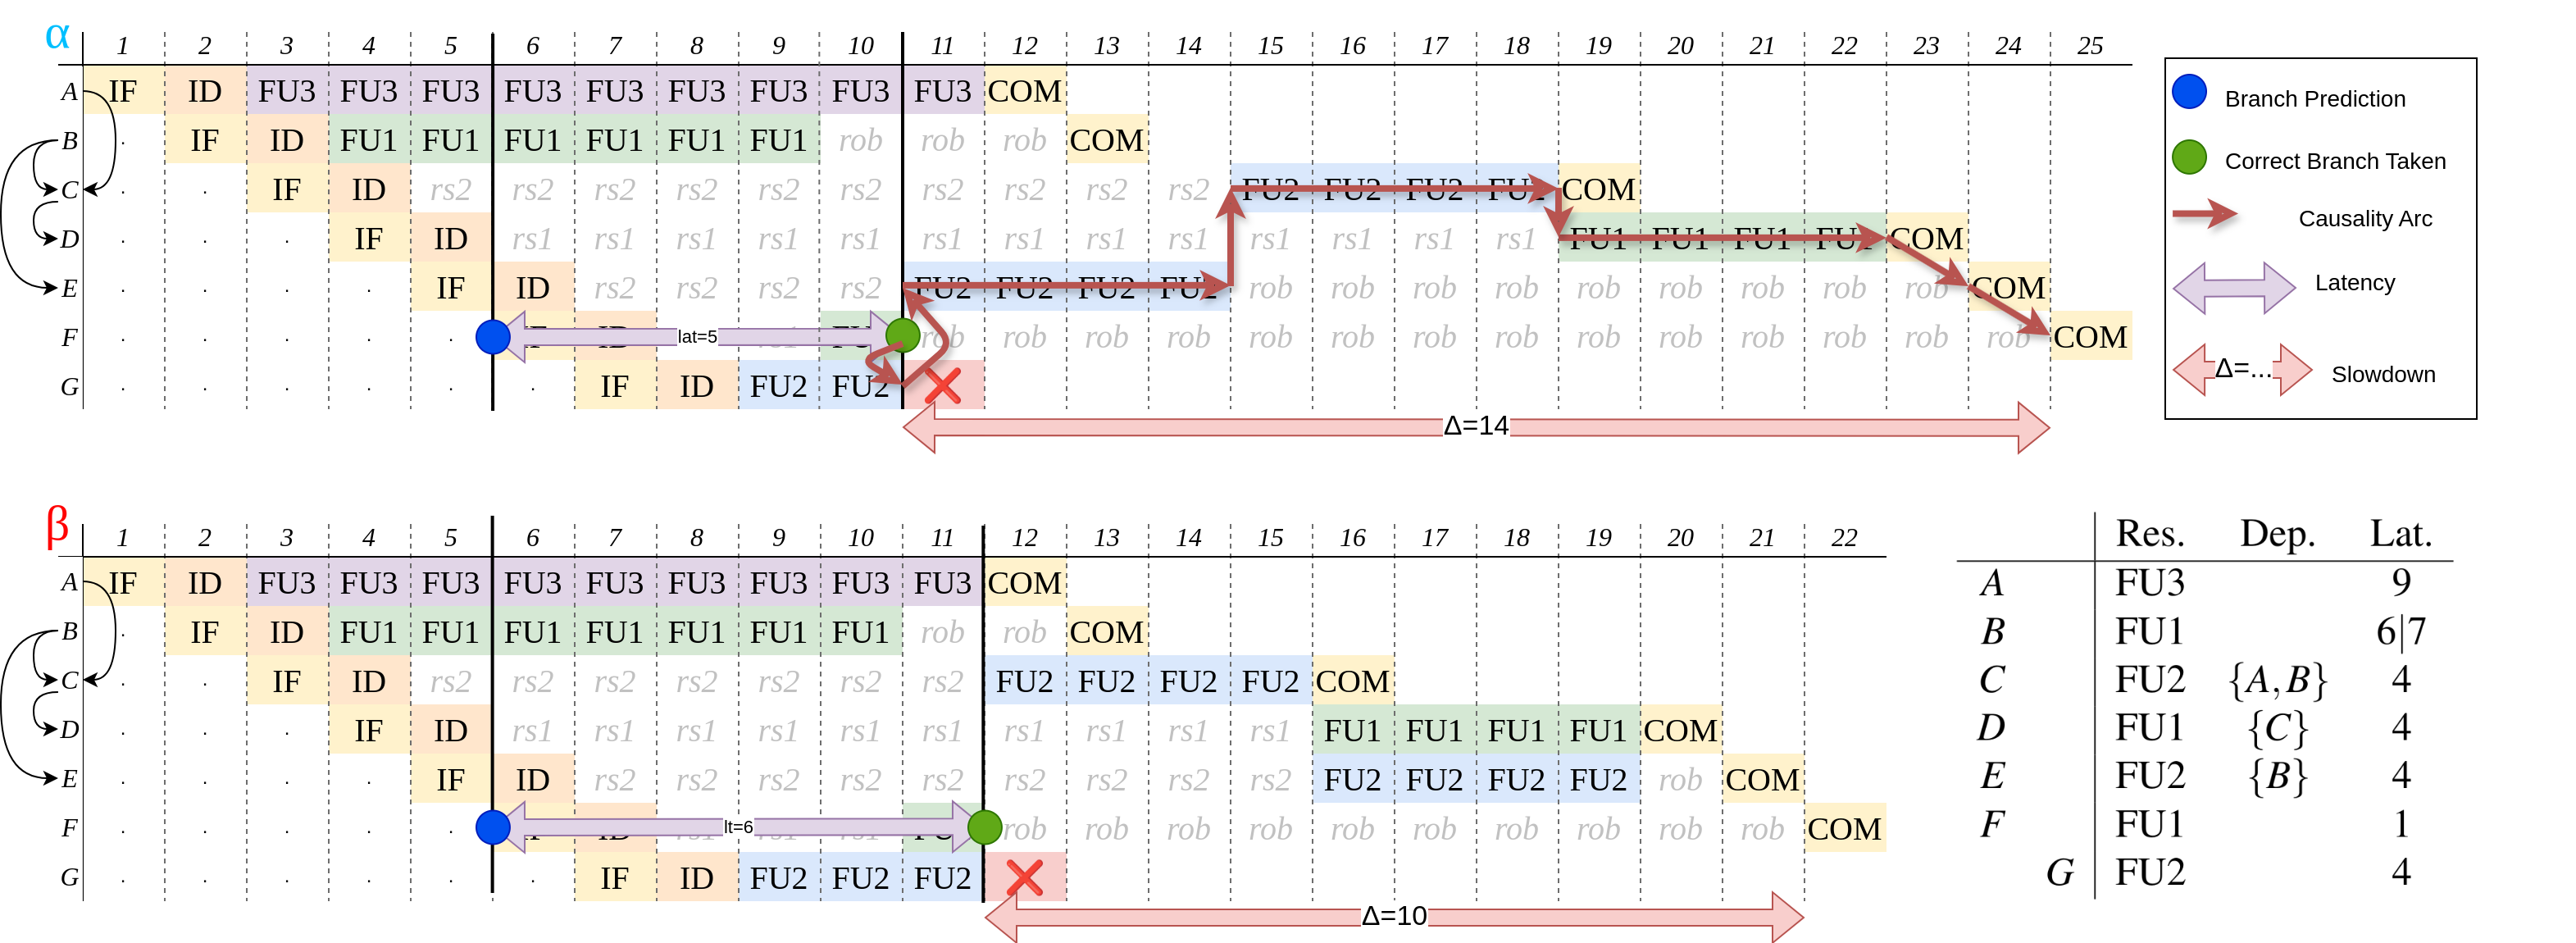 α
1 2 3 4 5 6 7 8 9 10 11 12 13 14 15 16 17 18 19 20 21 22 23 24 25
A IF ID FU3 FU3 FU3 FU3 FU3 FU3 FU3 FU3 FU3 COM
B . IF ID FU1 FU1 FU1 FU1 FU1 FU1 rob rob rob COM
C . . IF ID rs2 rs2 rs2 rs2 rs2 rs2 rs2 rs2 rs2 rs2 FU2 FU2 FU2 FU2 COM
D . . . IF ID rs1 rs1 rs1 rs1 rs1 rs1 rs1 rs1 rs1 rs1 rs1 rs1 rs1 FU1 FU1 FU1 FU1 COM
E . . . . IF ID rs2 rs2 rs2 rs2 FU2 FU2 FU2 FU2 rob rob rob rob rob rob rob rob rob COM
F . . . . . IF ID lat=5 rob rob rob rob rob rob rob rob rob rob rob rob rob rob COM
G . . . . . . IF ID FU2 FU2
Δ=14
Branch Prediction
Correct Branch Taken
Causality Arc
Latency
Δ=... Slowdown
β
1 2 3 4 5 6 7 8 9 10 11 12 13 14 15 16 17 18 19 20 21 22
A IF ID FU3 FU3 FU3 FU3 FU3 FU3 FU3 FU3 FU3 COM
B . IF ID FU1 FU1 FU1 FU1 FU1 FU1 FU1 rob rob COM
C . . IF ID rs2 rs2 rs2 rs2 rs2 rs2 rs2 FU2 FU2 FU2 FU2 COM
D . . . IF ID rs1 rs1 rs1 rs1 rs1 rs1 rs1 rs1 rs1 rs1 FU1 FU1 FU1 FU1 COM
E . . . . IF ID rs2 rs2 rs2 rs2 rs2 rs2 rs2 rs2 rs2 FU2 FU2 FU2 FU2 rob COM
F . . . . . IF ID lt=6 rob rob rob rob rob rob rob rob rob rob COM
G . . . . . . IF ID FU2 FU2 FU2
Δ=10
Res. Dep. Lat.
A FU3 9
B FU1 6|7
C FU2 {A, B} 4
D FU1 {C} 4
E FU2 {B} 4
F FU1 1
G FU2 4